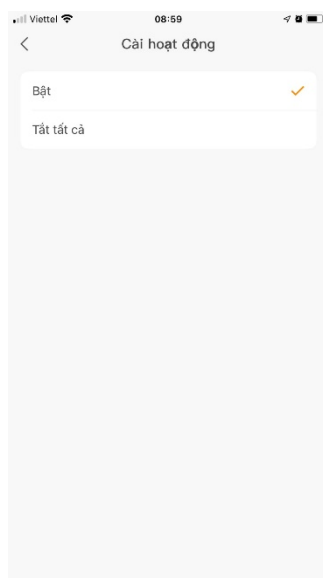 Viettel 08:59
Cài hoạt động
Bật
Tắt tất cả